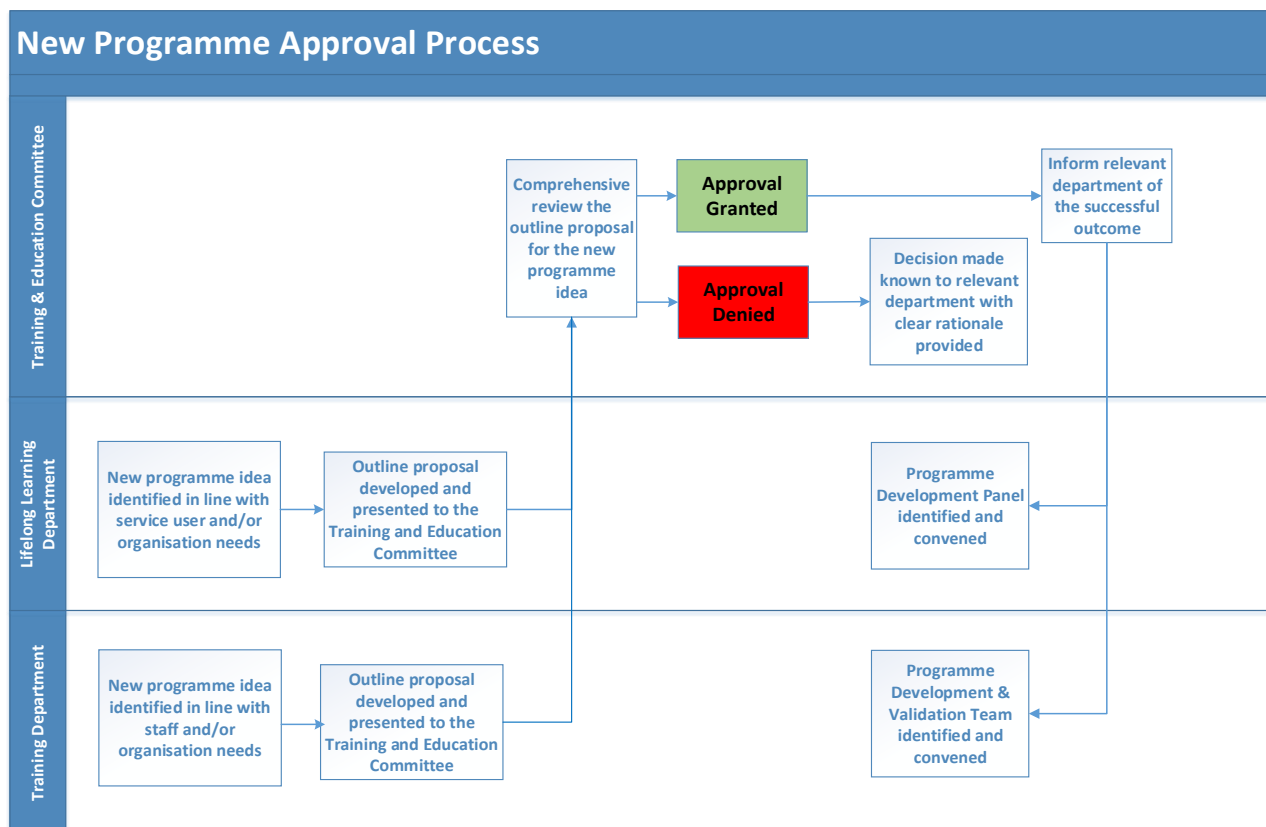 New Programme Approval Process
Training & Education Committee
Comprehensive
review the
outline proposal
for the new
programme
idea
Approval
Granted
Approval
Denied
Inform relevant
department of
the successful
outcome
Decision made
known to relevant
department with
clear rationale
provided
Lifelong Learning
Department
New programme idea
identified in line with
service user and/or
organisation needs
Outline proposal
developed and
presented to the
Training and Education
Committee
Programme
Development Panel
identified and
convened
Training Department
New programme idea
identified in line with
staff and/or
organisation needs
Outline proposal
developed and
presented to the
Training and Education
Committee
Programme
Development &
Validation Team
identified and
convened